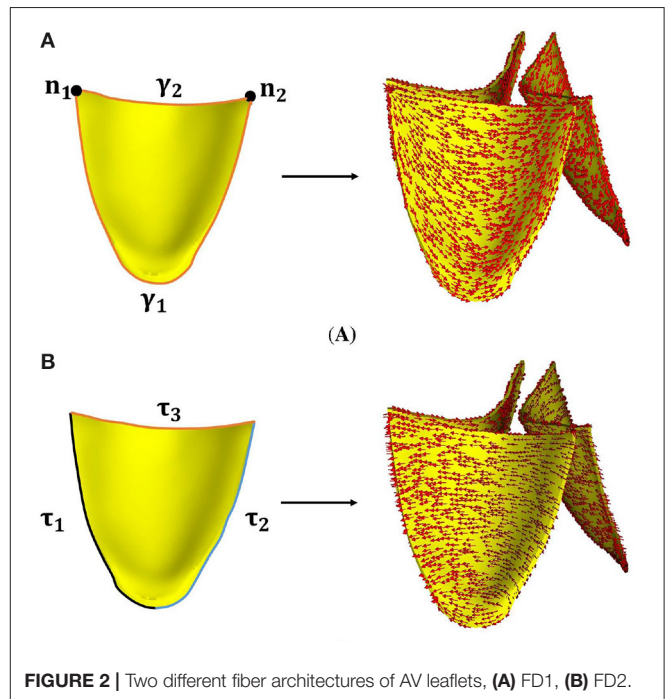 A
n₁
γ₂
n₂
γ₁
(A)
B
τ₃
τ₁
τ₂
FIGURE 2 | Two different fiber architectures of AV leaflets, (A) FD1, (B) FD2.